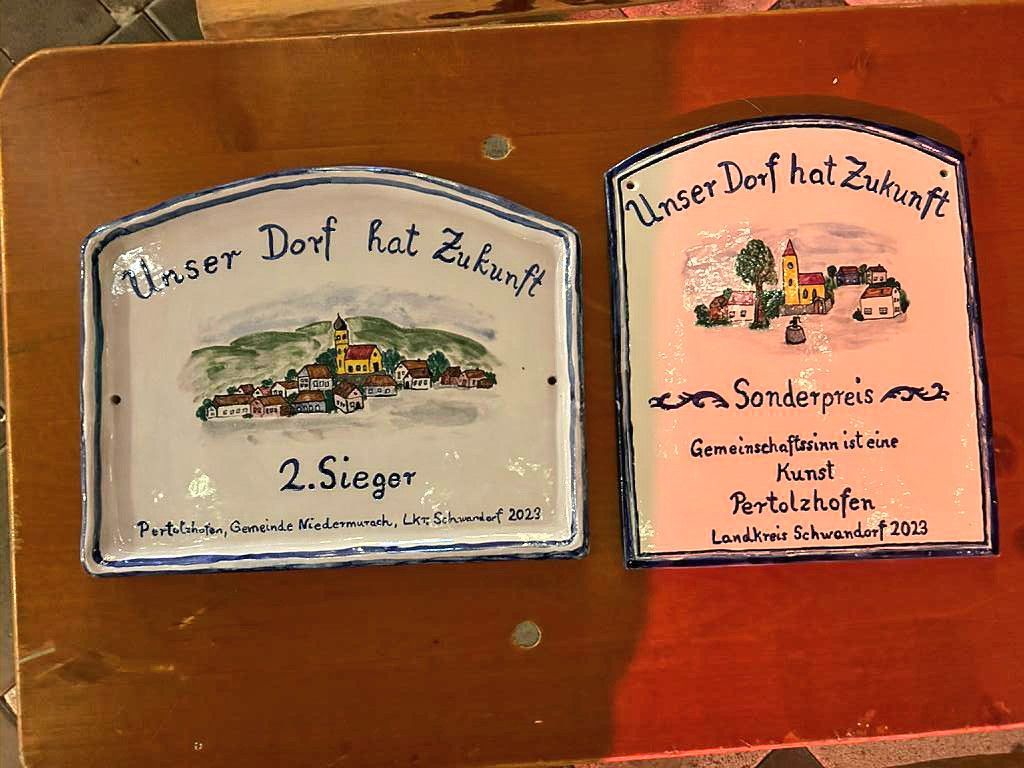 Unser Dorf hat Zukunft
2. Sieger
Pertolzhofen, Gemeinde Niedermurach, Lkr. Schwandorf 2023
Unser Dorf hat Zukunft
Sonderpreis
Gemeinschaftssinn ist eine
Kunst
Pertolzhofen
Landkreis Schwandorf 2023